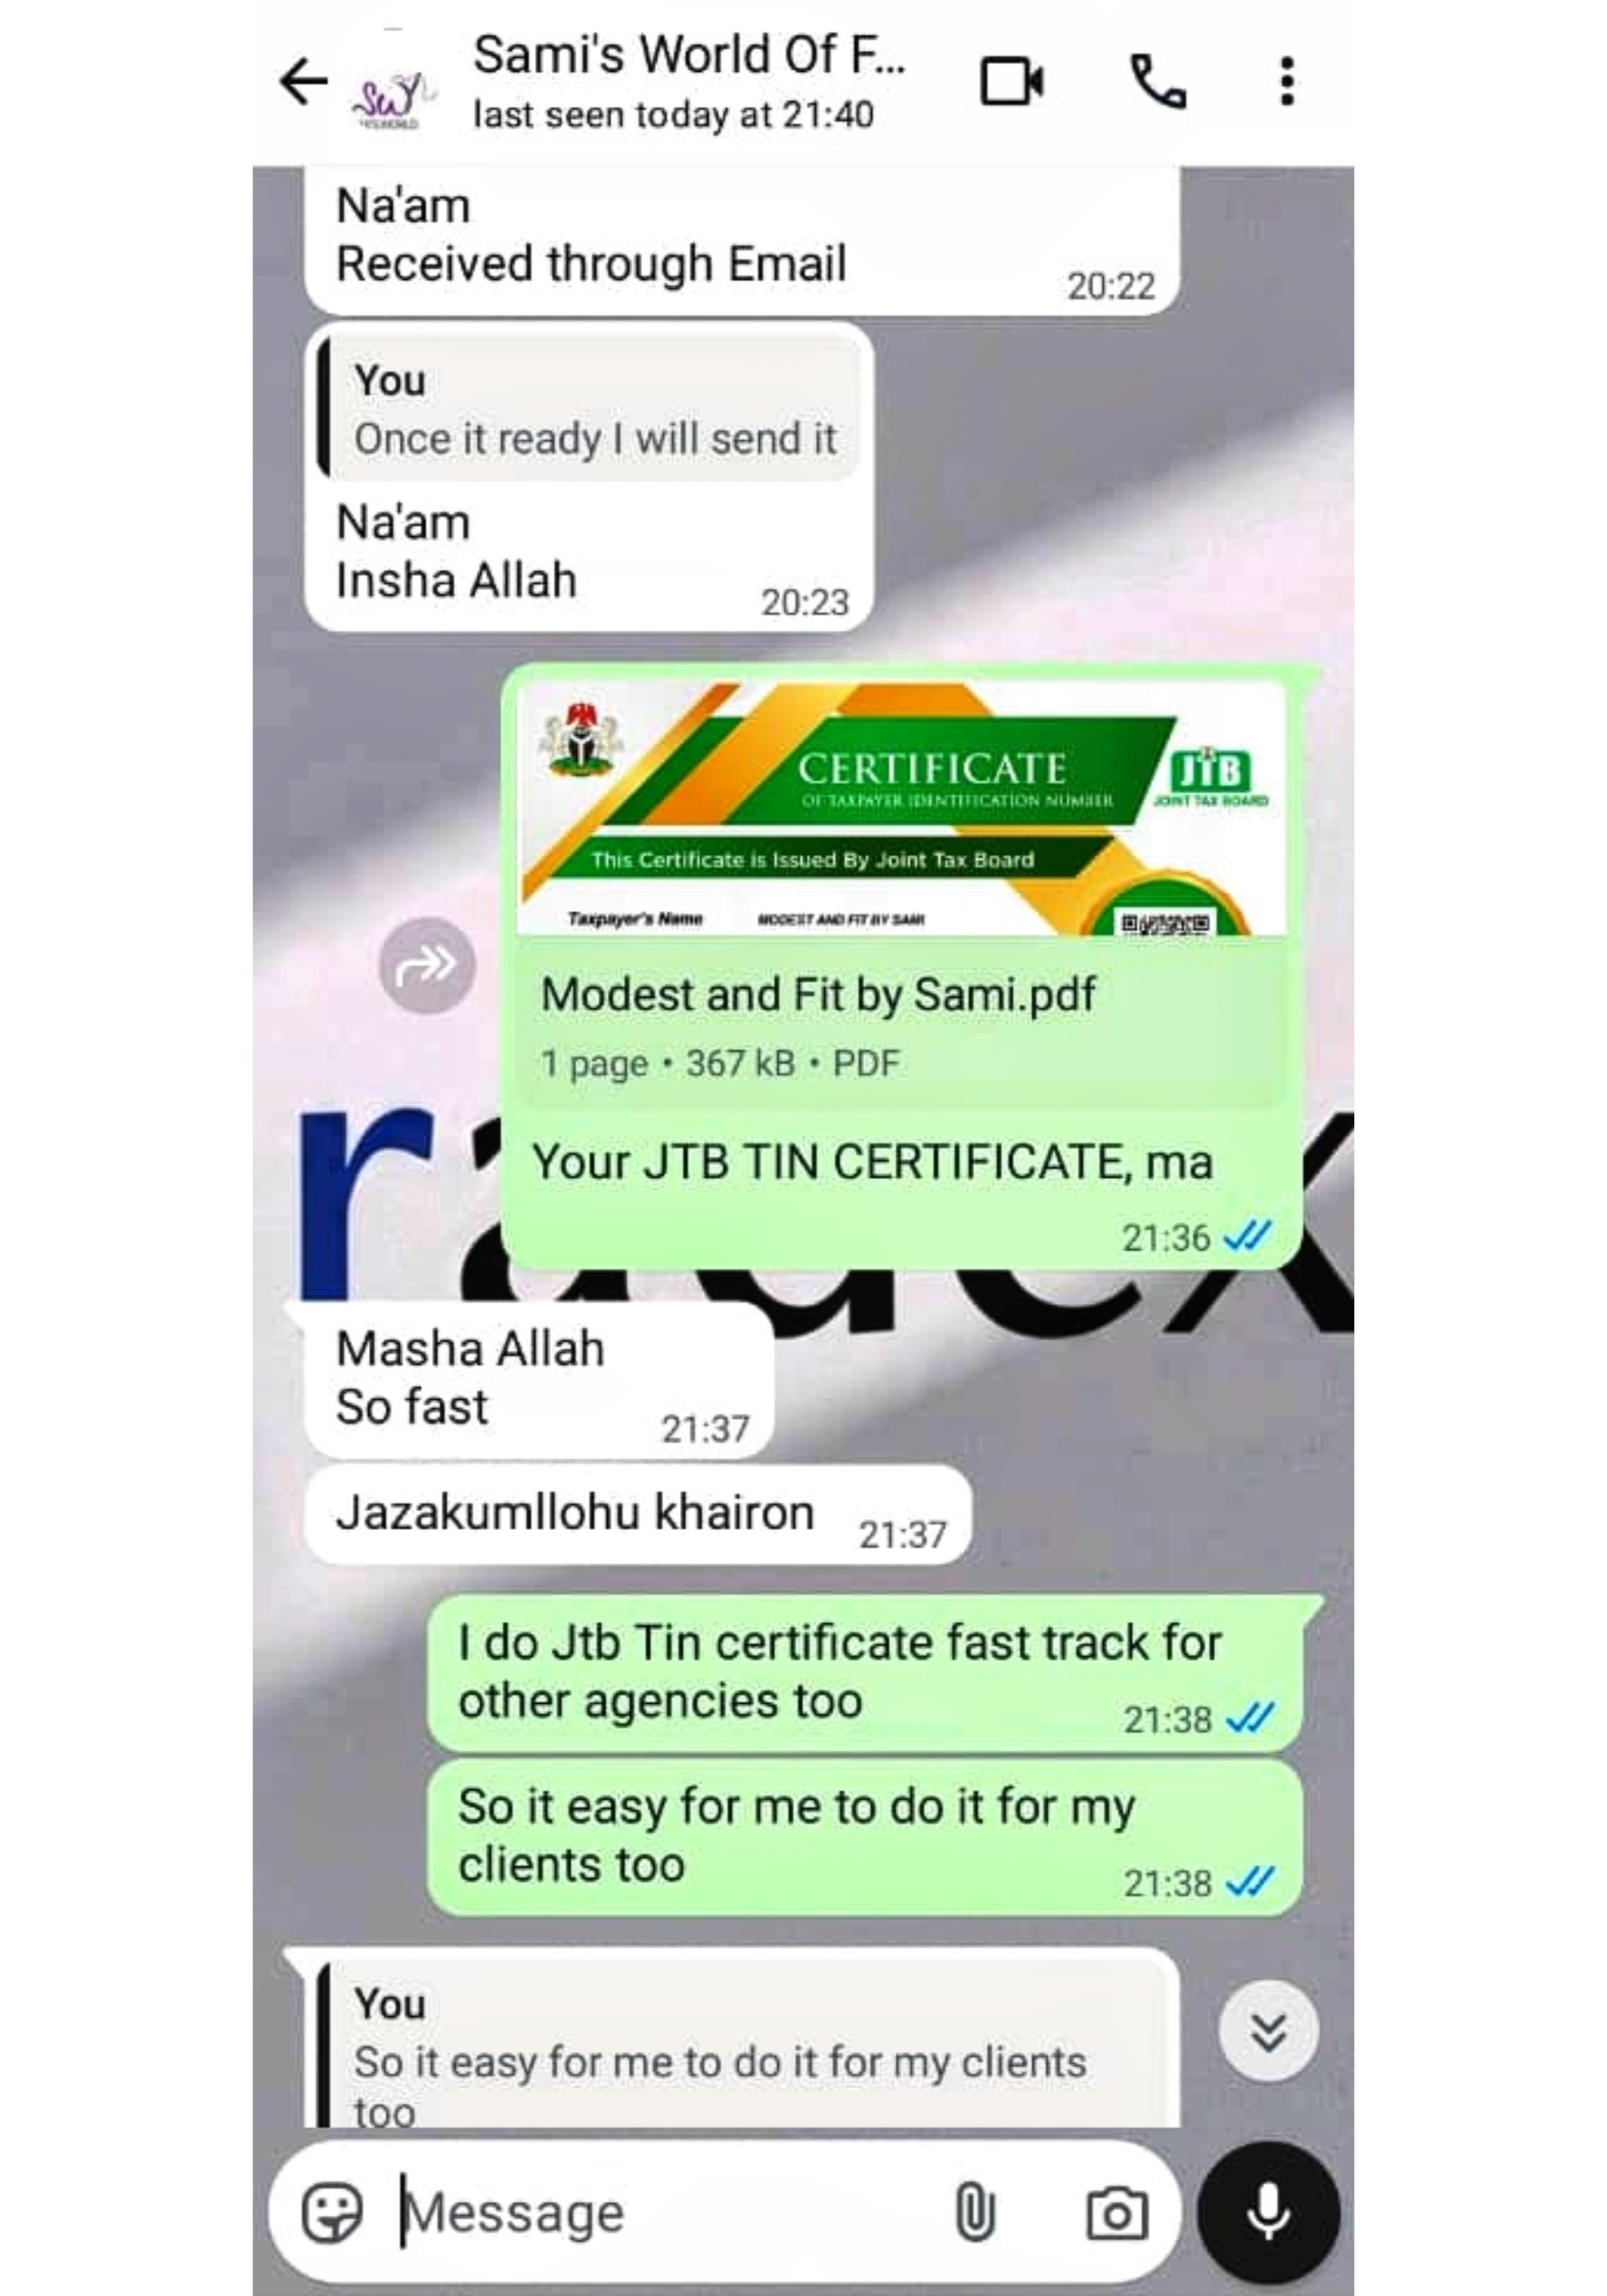 Sami's World Of F...
last seen today at 21:40
Na'am
Received through Email
20:22
You
Once it ready I will send it
Na'am
Insha Allah
20:23
CERTIFICATE
OF TAXPAYER IDENTIFICATION NUMBER
JTB
JOINT TAX BOARD
This Certificate is Issued By Joint Tax Board
Taxpayer's Name MODEST AND FIT BY SAMI
Modest and Fit by Sami.pdf
1 page • 367 kB • PDF
Your JTB TIN CERTIFICATE, ma
21:36
Masha Allah
So fast
21:37
Jazakumllohu khairon
21:37
I do Jtb Tin certificate fast track for
other agencies too
21:38
So it easy for me to do it for my
clients too
21:38
You
So it easy for me to do it for my clients
too
Message